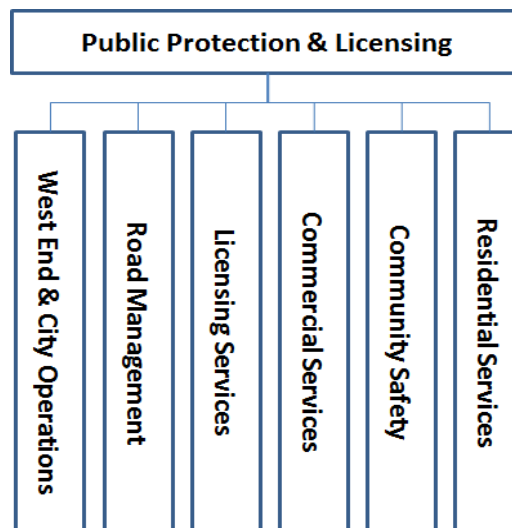 Public Protection & Licensing
West End & City Operations
Road Management
Licensing Services
Commercial Services
Community Safety
Residential Services